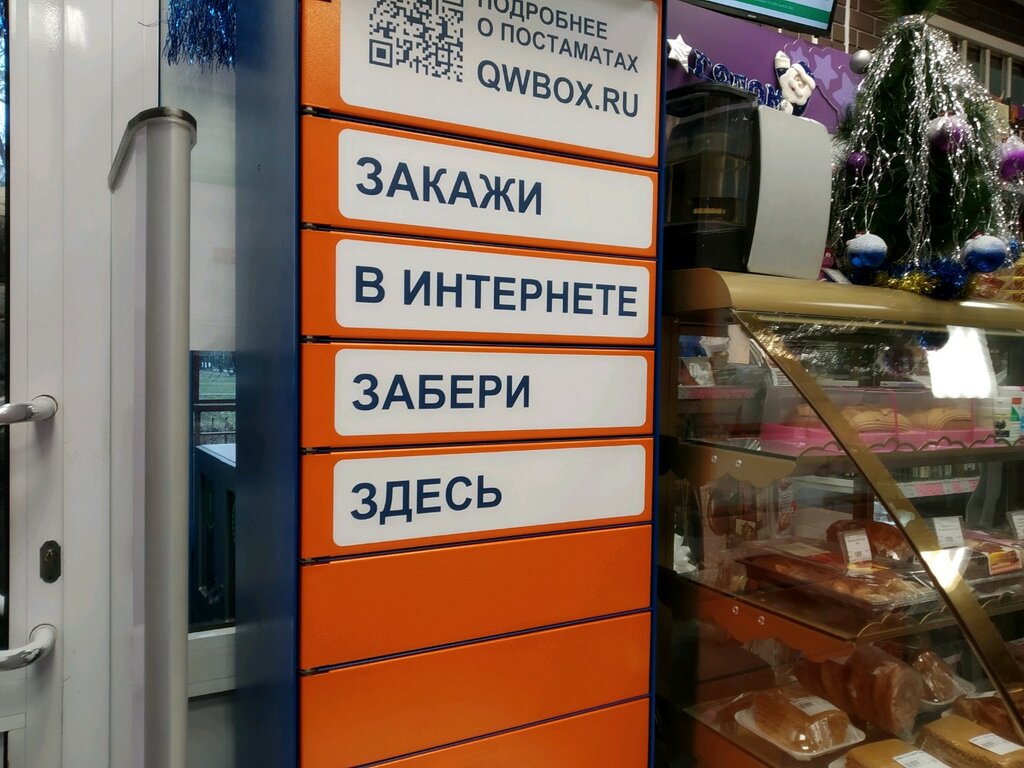 ПОДРОБНЕЕ
О ПОСТАМАТАХ
QWBOX.RU
ЗАКАЖИ
В ИНТЕРНЕТЕ
ЗАБЕРИ
ЗДЕСЬ